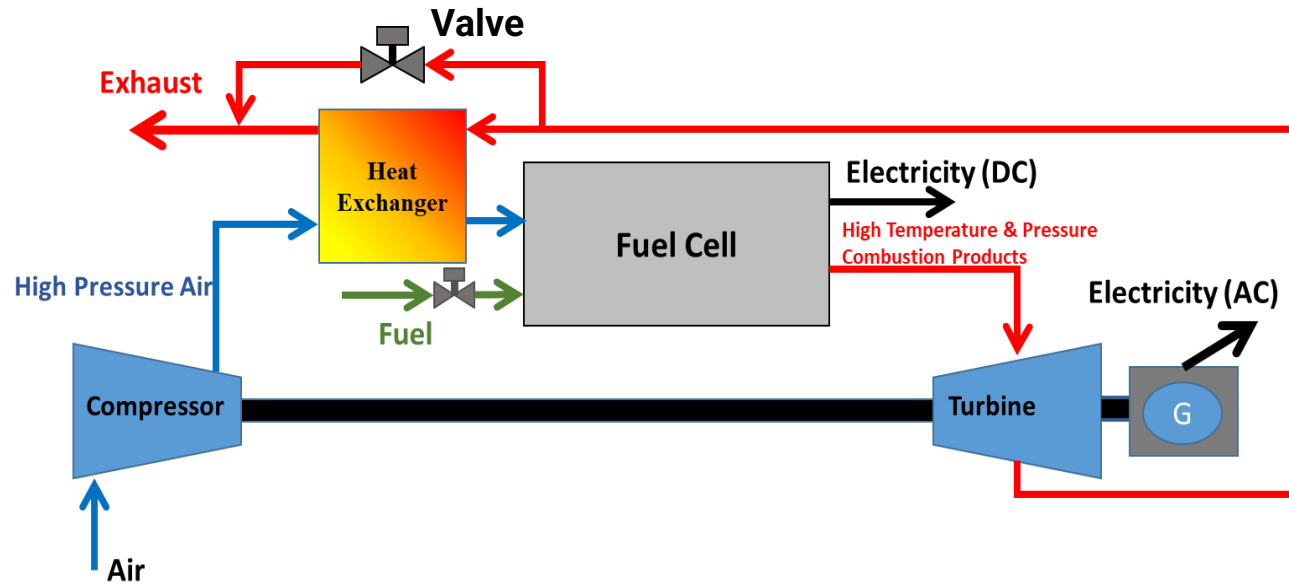 Valve
Exhaust
Heat
Exchanger
Electricity (DC)
Fuel Cell
High Temperature & Pressure
Combustion Products
High Pressure Air
Fuel
Electricity (AC)
Compressor
Turbine
G
Air